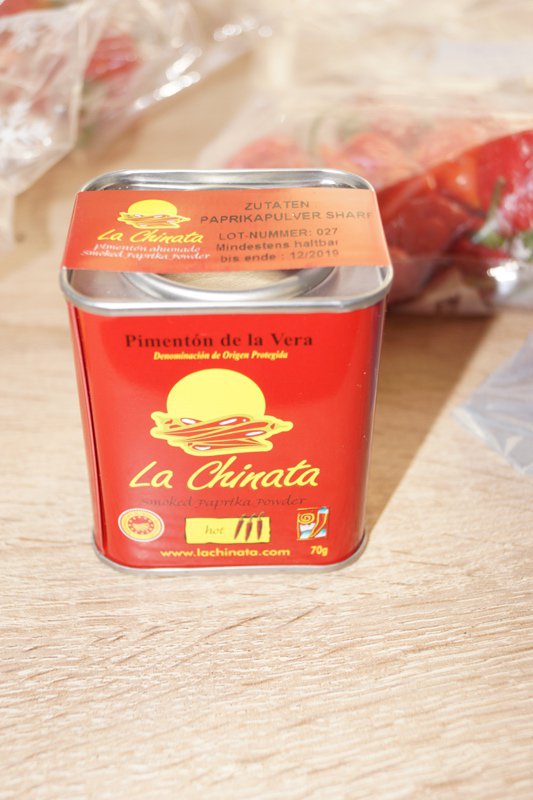 La Chinata
pimentón ahumado
Smoked Paprika Powder
ZUTATEN
PAPRIKAPULVER SHARF
LOT-NUMMER: 027
Mindestens haltbar
bis ende : 12/2019
Pimentón de la Vera
Denominación de Origen Protegida
La Chinata
Smoked Paprika Powder
hot
www.lachinata.com
70g